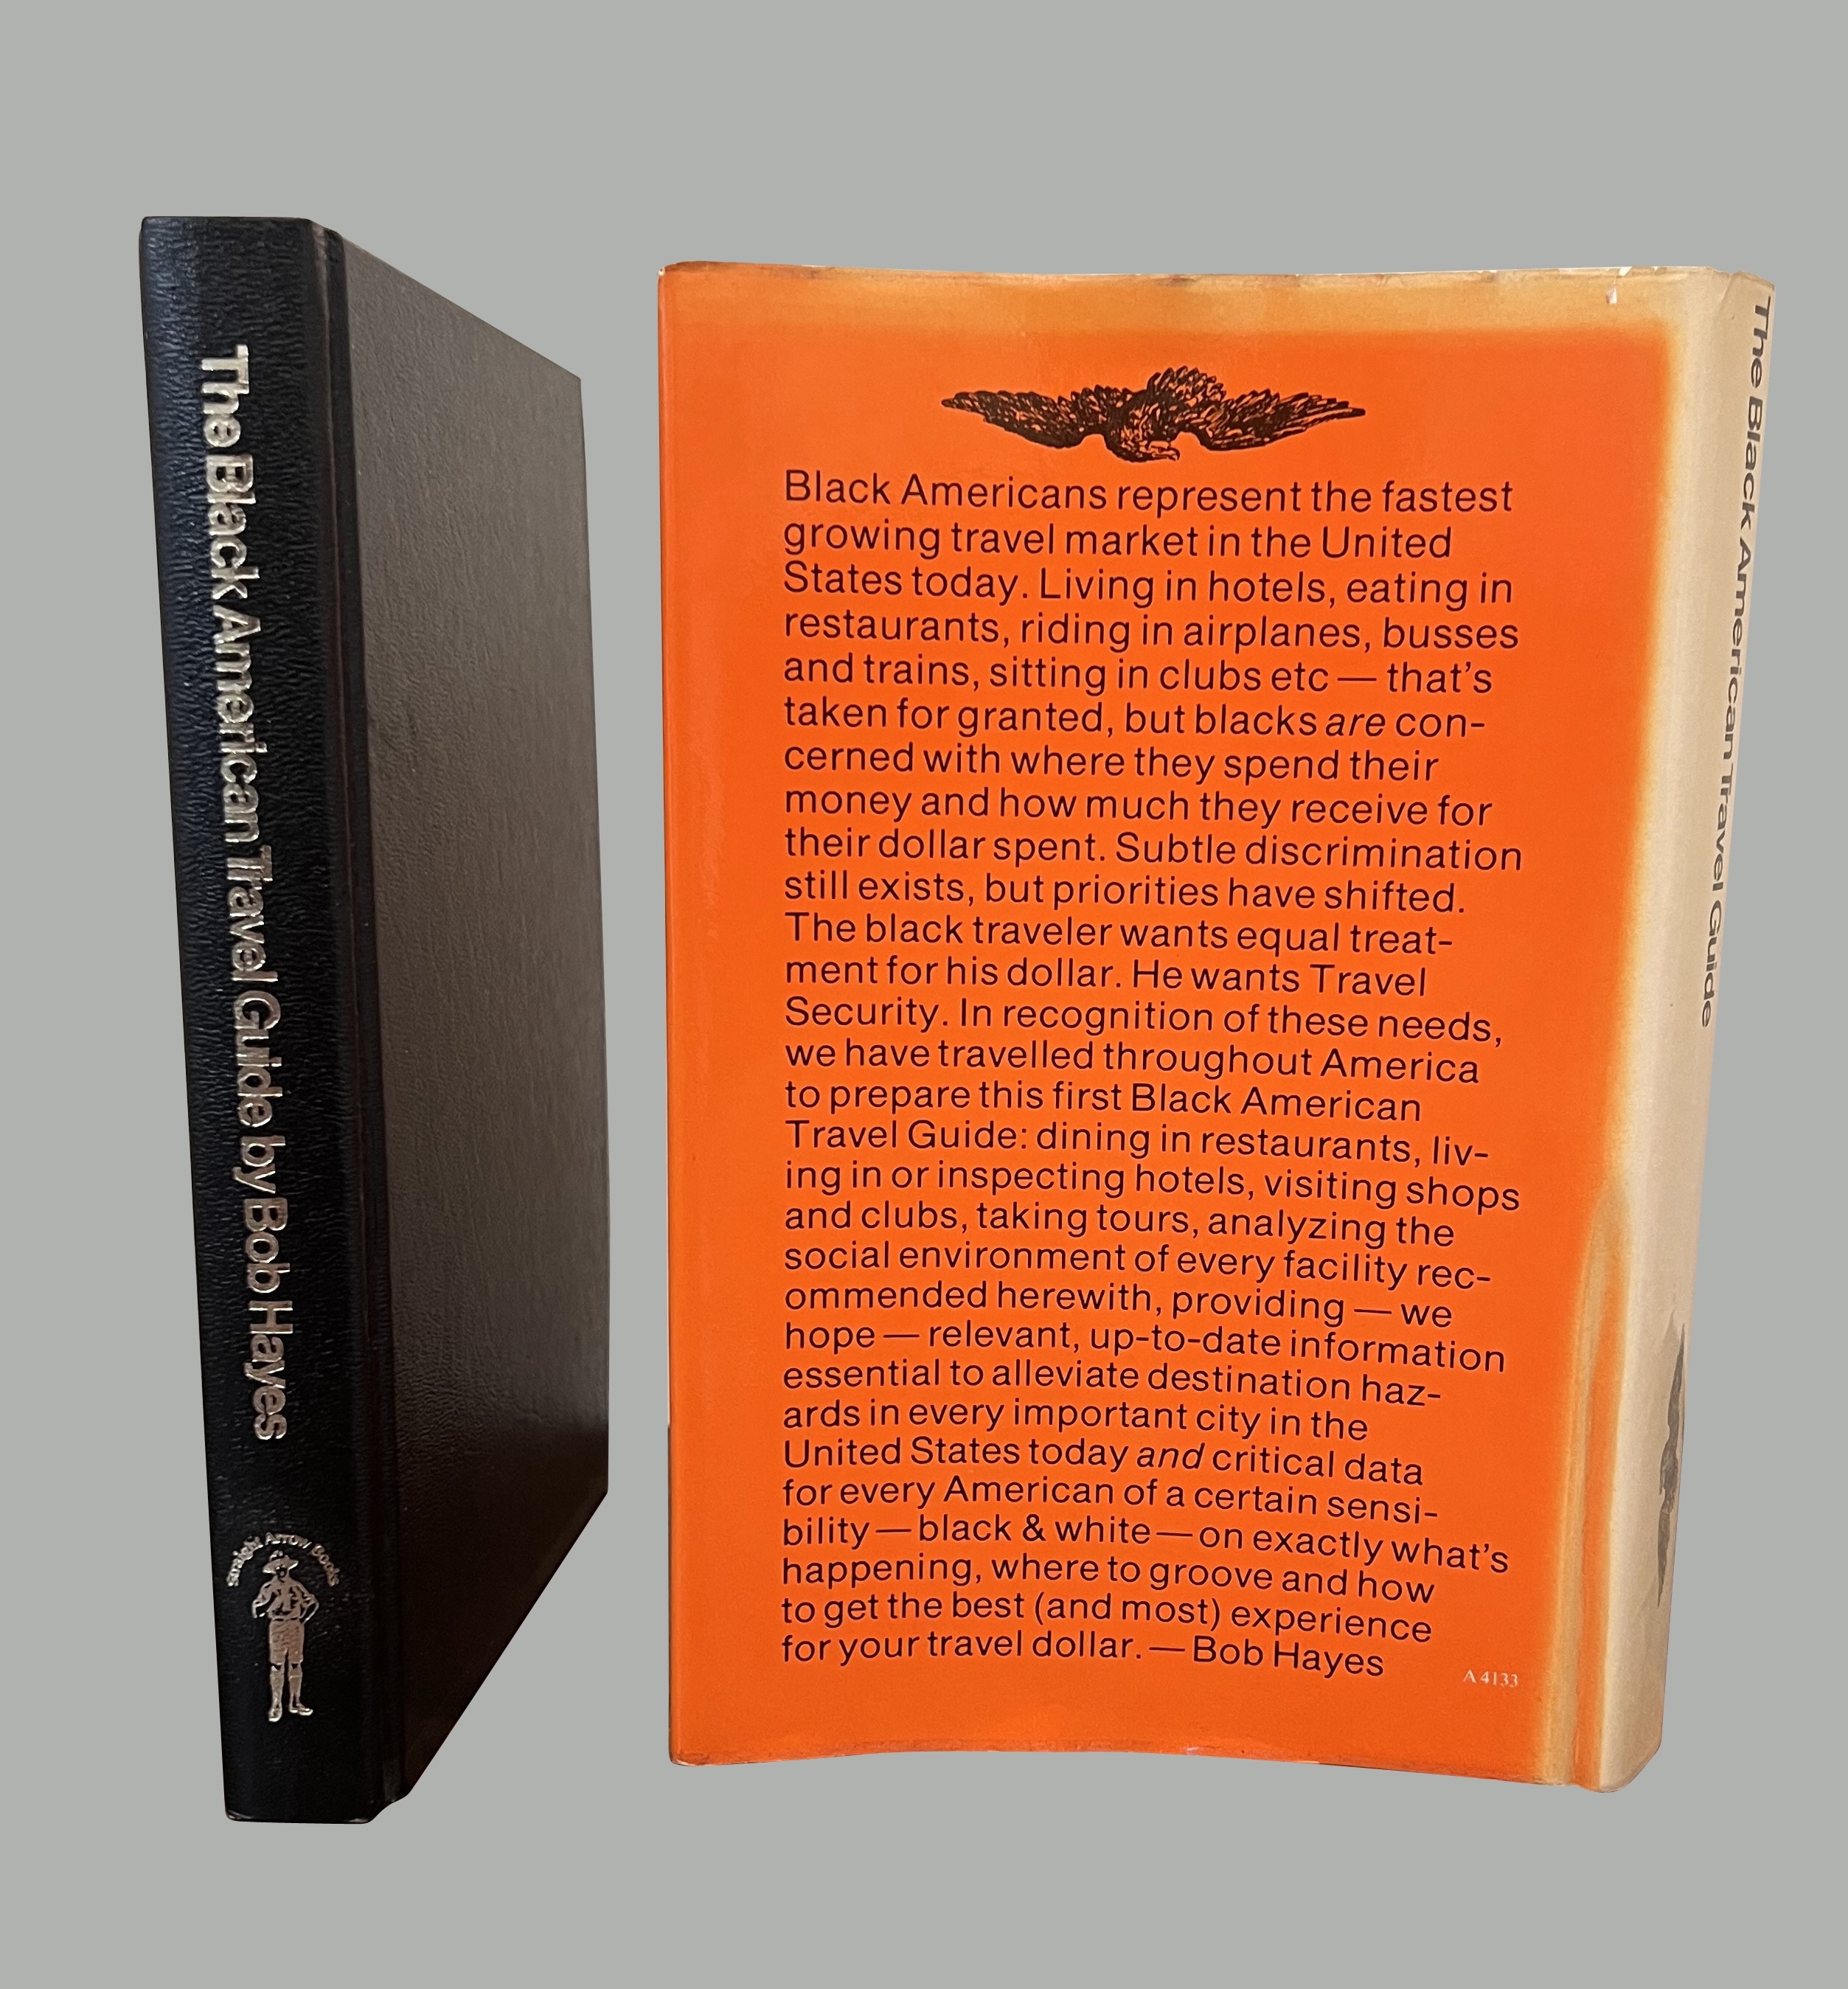 The Black American Travel Guide by Bob Hayes
Straight Arrow Books
Black Americans represent the fastest
growing travel market in the United
States today. Living in hotels, eating in
restaurants, riding in airplanes, busses
and trains, sitting in clubs etc — that's
taken for granted, but blacks are con-
cerned with where they spend their
money and how much they receive for
their dollar spent. Subtle discrimination
still exists, but priorities have shifted.
The black traveler wants equal treat-
ment for his dollar. He wants Travel
Security. In recognition of these needs,
we have travelled throughout America
to prepare this first Black American
Travel Guide: dining in restaurants, liv-
ing in or inspecting hotels, visiting shops
and clubs, taking tours, analyzing the
social environment of every facility rec-
ommended herewith, providing — we
hope — relevant, up-to-date information
essential to alleviate destination haz-
ards in every important city in the
United States today and critical data
for every American of a certain sensi-
bility — black & white — on exactly what's
happening, where to groove and how
to get the best (and most) experience
for your travel dollar. — Bob Hayes
A 4133
The Black American Travel Guide